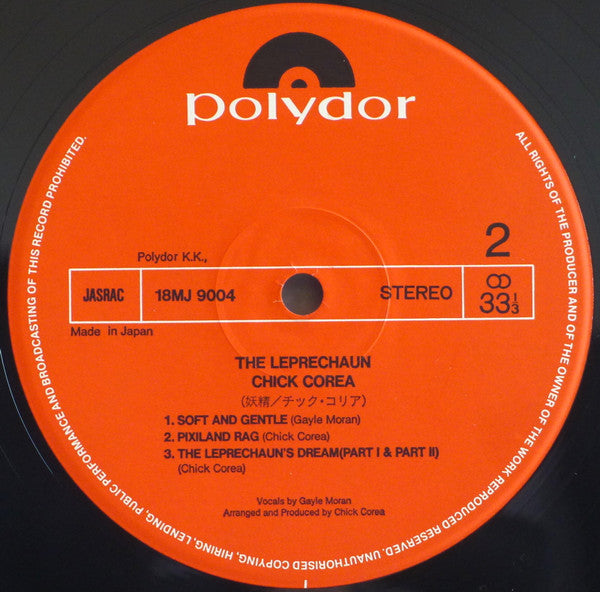 polydor
ALL RIGHTS OF THE PRODUCER AND OF THE OWNER OF THE WORK REPRODUCED RESERVED. UNAUTHORISED COPYING, HIRING, LENDING, PUBLIC PERFORMANCE AND BROADCASTING OF THIS RECORD PROHIBITED.
2
Polydor K.K.,
JASRAC 18MJ 9004 STEREO 33 1/3
Made in Japan
THE LEPRECHAUN
CHICK COREA
(妖精/チック・コリア)
1. SOFT AND GENTLE (Gayle Moran)
2. PIXILAND RAG (Chick Corea)
3. THE LEPRECHAUN'S DREAM(PART I & PART II)
(Chick Corea)
Vocals by Gayle Moran
Arranged and Produced by Chick Corea